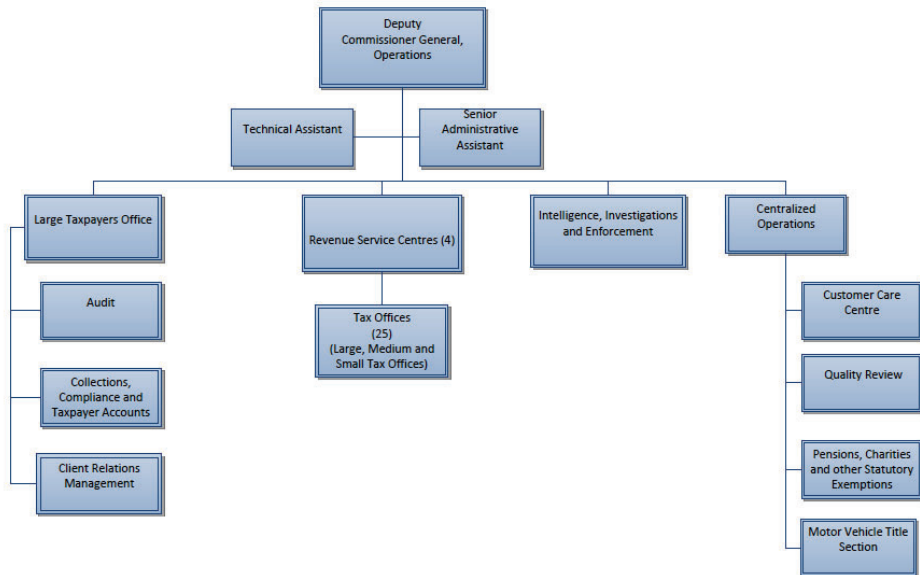 Deputy
Commissioner General,
Operations
Technical Assistant
Senior
Administrative
Assistant
Large Taxpayers Office
Revenue Service Centres (4)
Intelligence, Investigations
and Enforcement
Centralized
Operations
Audit
Tax Offices
(25)
(Large, Medium and
Small Tax Offices)
Customer Care
Centre
Collections,
Compliance and
Taxpayer Accounts
Quality Review
Client Relations
Management
Pensions, Charities
and other Statutory
Exemptions
Motor Vehicle Title
Section